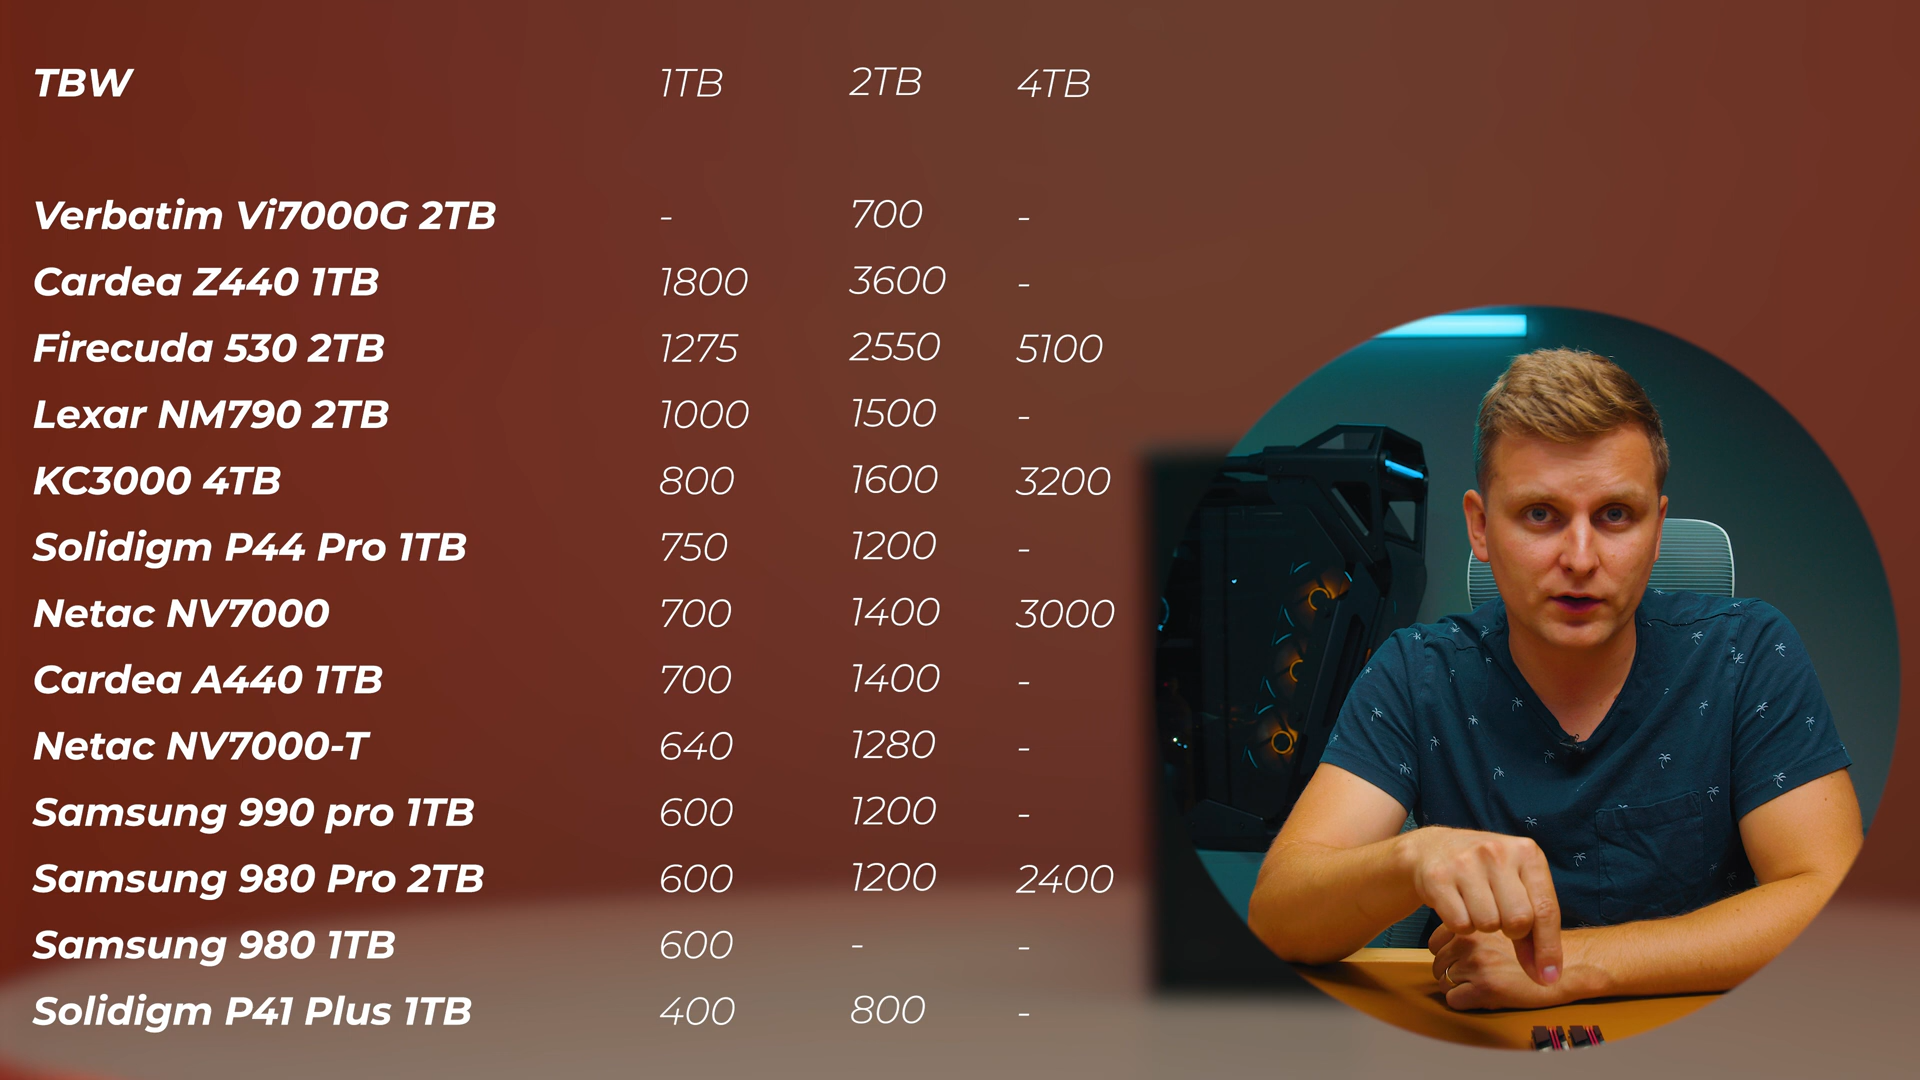 TBW 1TB 2TB 4TB
Verbatim Vi7000G 2TB - 700 -
Cardea Z440 1TB 1800 3600 -
Firecuda 530 2TB 1275 2550 5100
Lexar NM790 2TB 1000 1500 -
KC3000 4TB 800 1600 3200
Solidigm P44 Pro 1TB 750 1200 -
Netac NV7000 700 1400 3000
Cardea A440 1TB 700 1400 -
Netac NV7000-T 640 1280 -
Samsung 990 pro 1TB 600 1200 -
Samsung 980 Pro 2TB 600 1200 2400
Samsung 980 1TB 600 - -
Solidigm P41 Plus 1TB 400 800 -